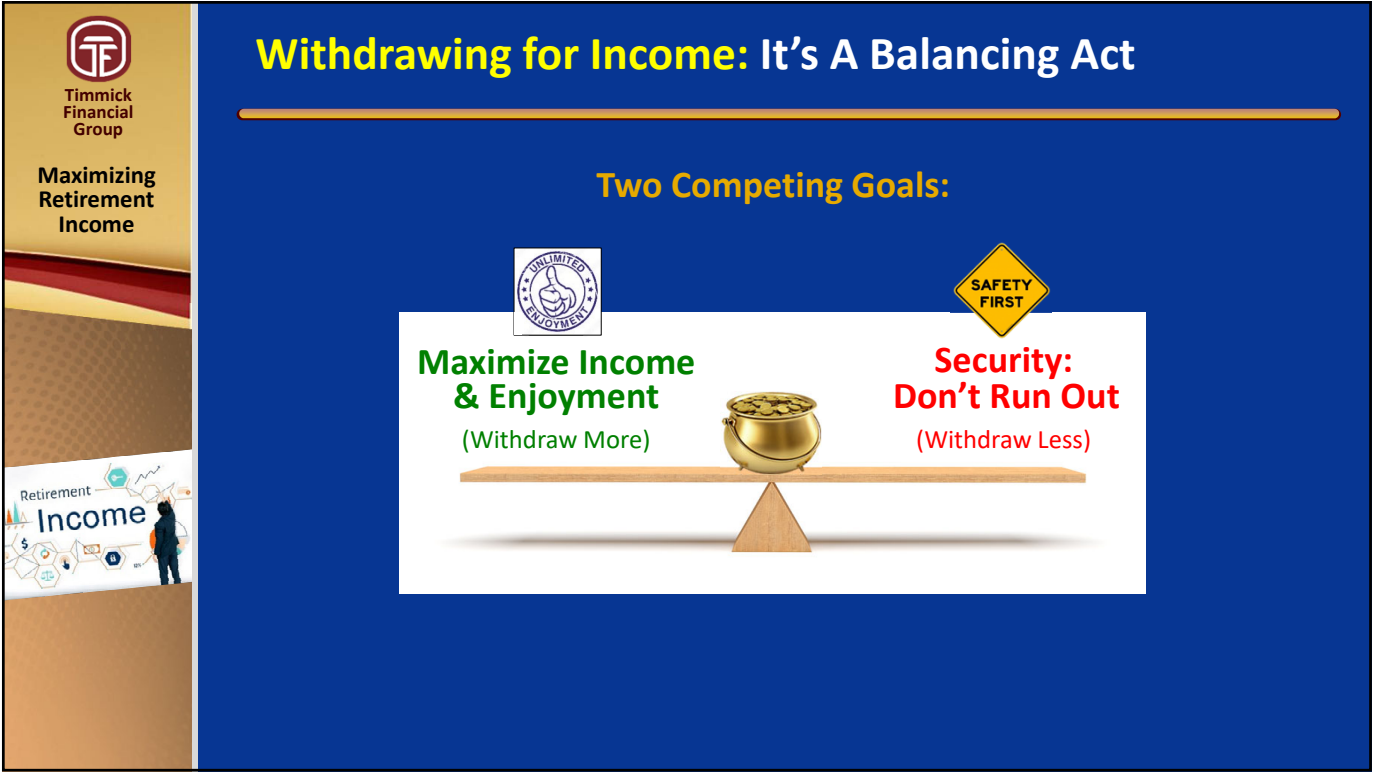 Timmick
Financial
Group
Maximizing
Retirement
Income
Retirement
Income
$
us
Withdrawing for Income: It’s A Balancing Act
Two Competing Goals:
UNLIMITED
ENJOYMENT
Maximize Income
& Enjoyment
(Withdraw More)
SAFETY
FIRST
Security:
Don’t Run Out
(Withdraw Less)